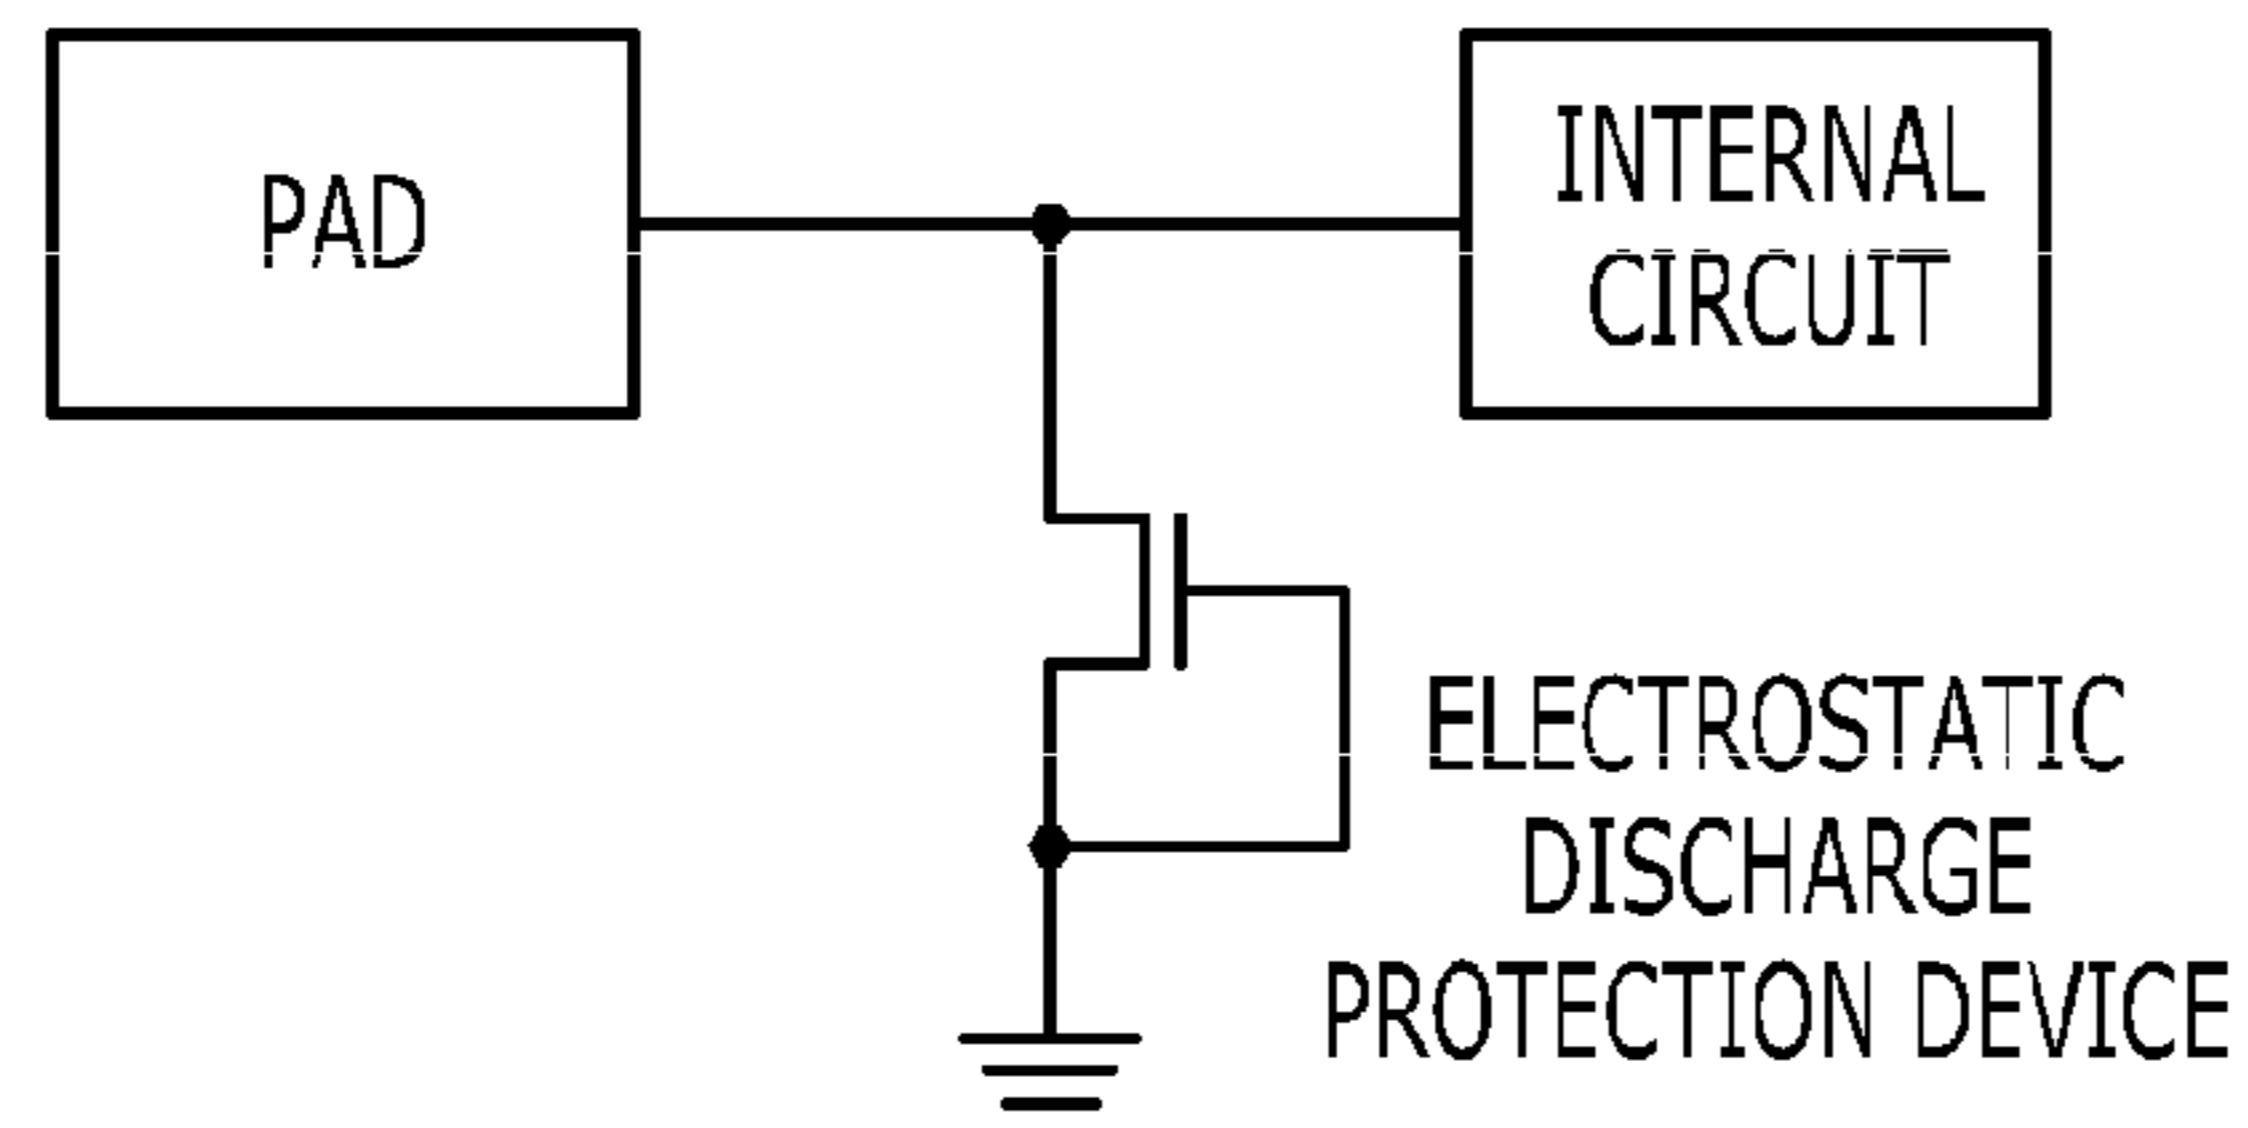 PAD
INTERNAL
CIRCUIT
ELECTROSTATIC
DISCHARGE
PROTECTION DEVICE